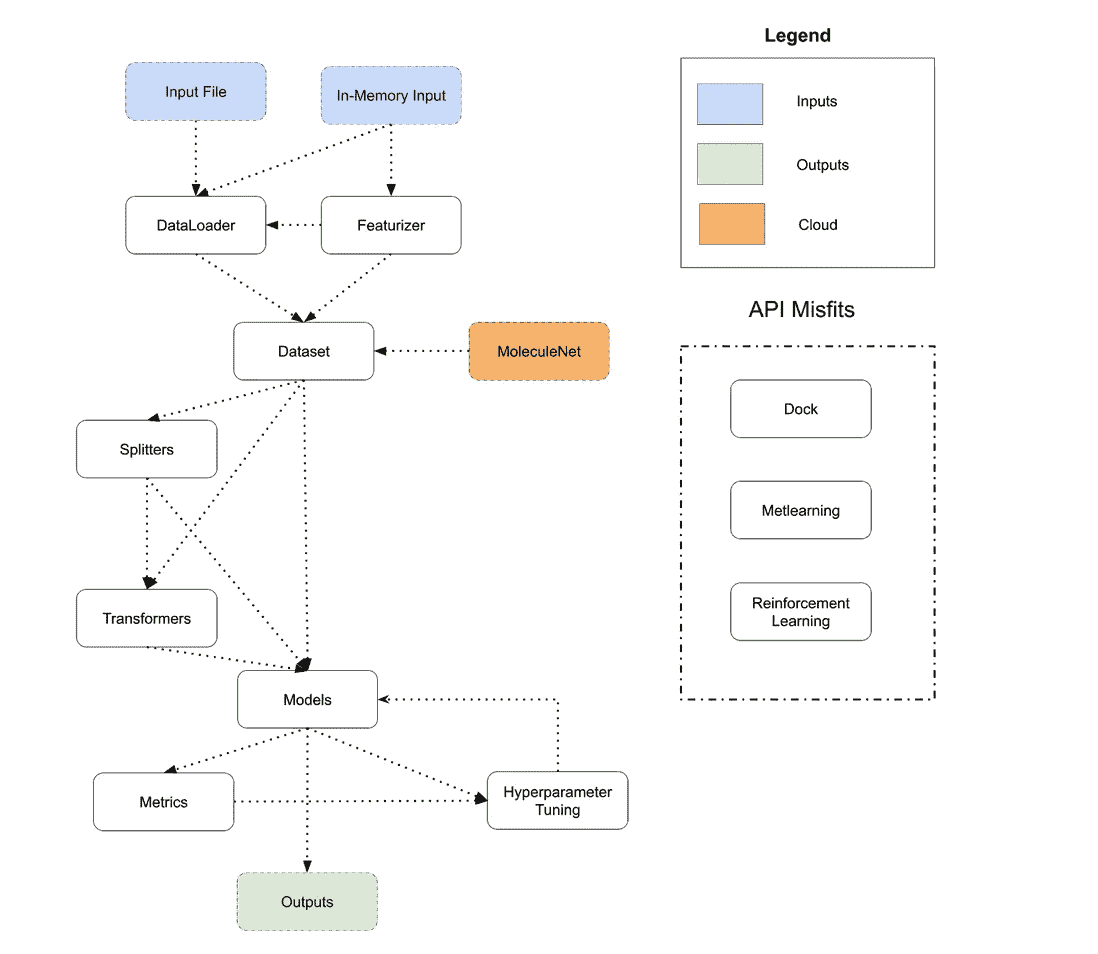 Legend
Input File
In-Memory Input
Inputs
Outputs
Cloud
DataLoader
Featurizer
API Misfits
Dataset
MoleculeNet
Dock
Splitters
Metlearning
Transformers
Reinforcement
Learning
Models
Metrics
Hyperparameter
Tuning
Outputs